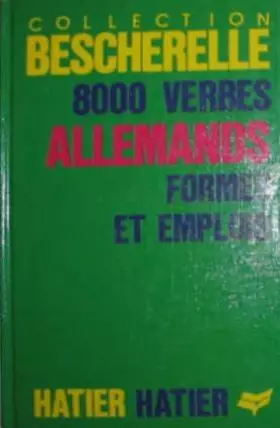 COLLECTION
BESCHERELLE
8000 VERBES
ALLEMANDS
FORMES
ET EMPLOIS
HATIER HATIER